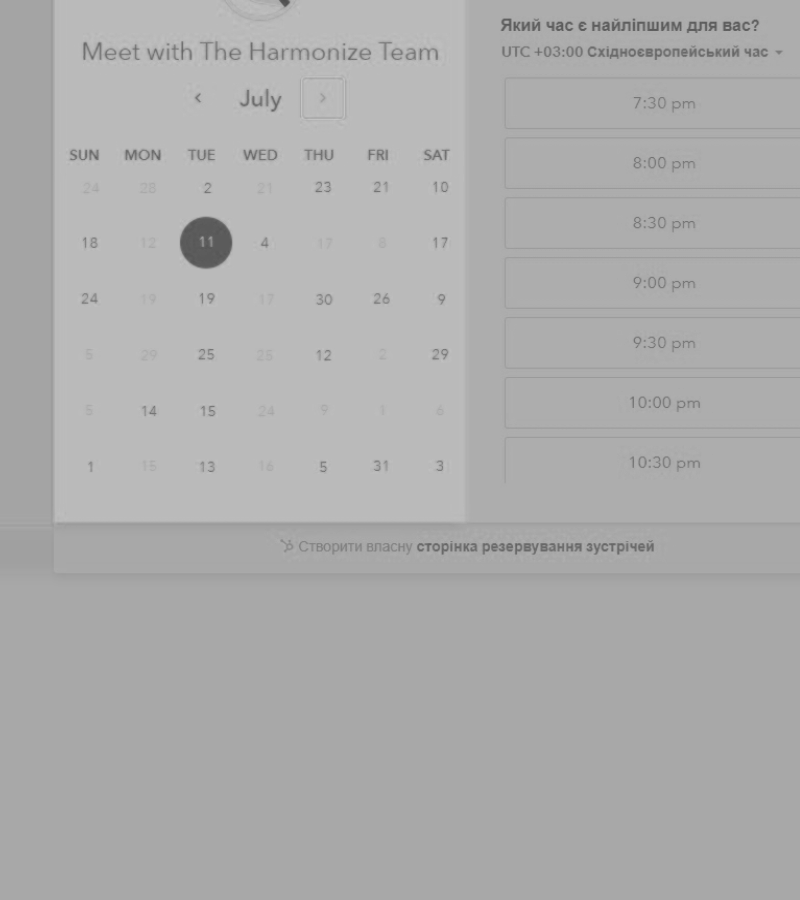 Meet with The Harmonize Team
‹ July ›
SUN MON TUE WED THU FRI SAT
24 28 2 21 23 21 10
18 12 11 4 17 8 17
24 19 19 17 30 26 9
5 29 25 25 12 2 29
5 14 15 24 9 1 6
1 15 13 16 5 31 3
Який час є найліпшим для вас?
UTC +03:00 Східноєвропейський час
7:30 pm
8:00 pm
8:30 pm
9:00 pm
9:30 pm
10:00 pm
10:30 pm
Створити власну сторінка резервування зустрічей